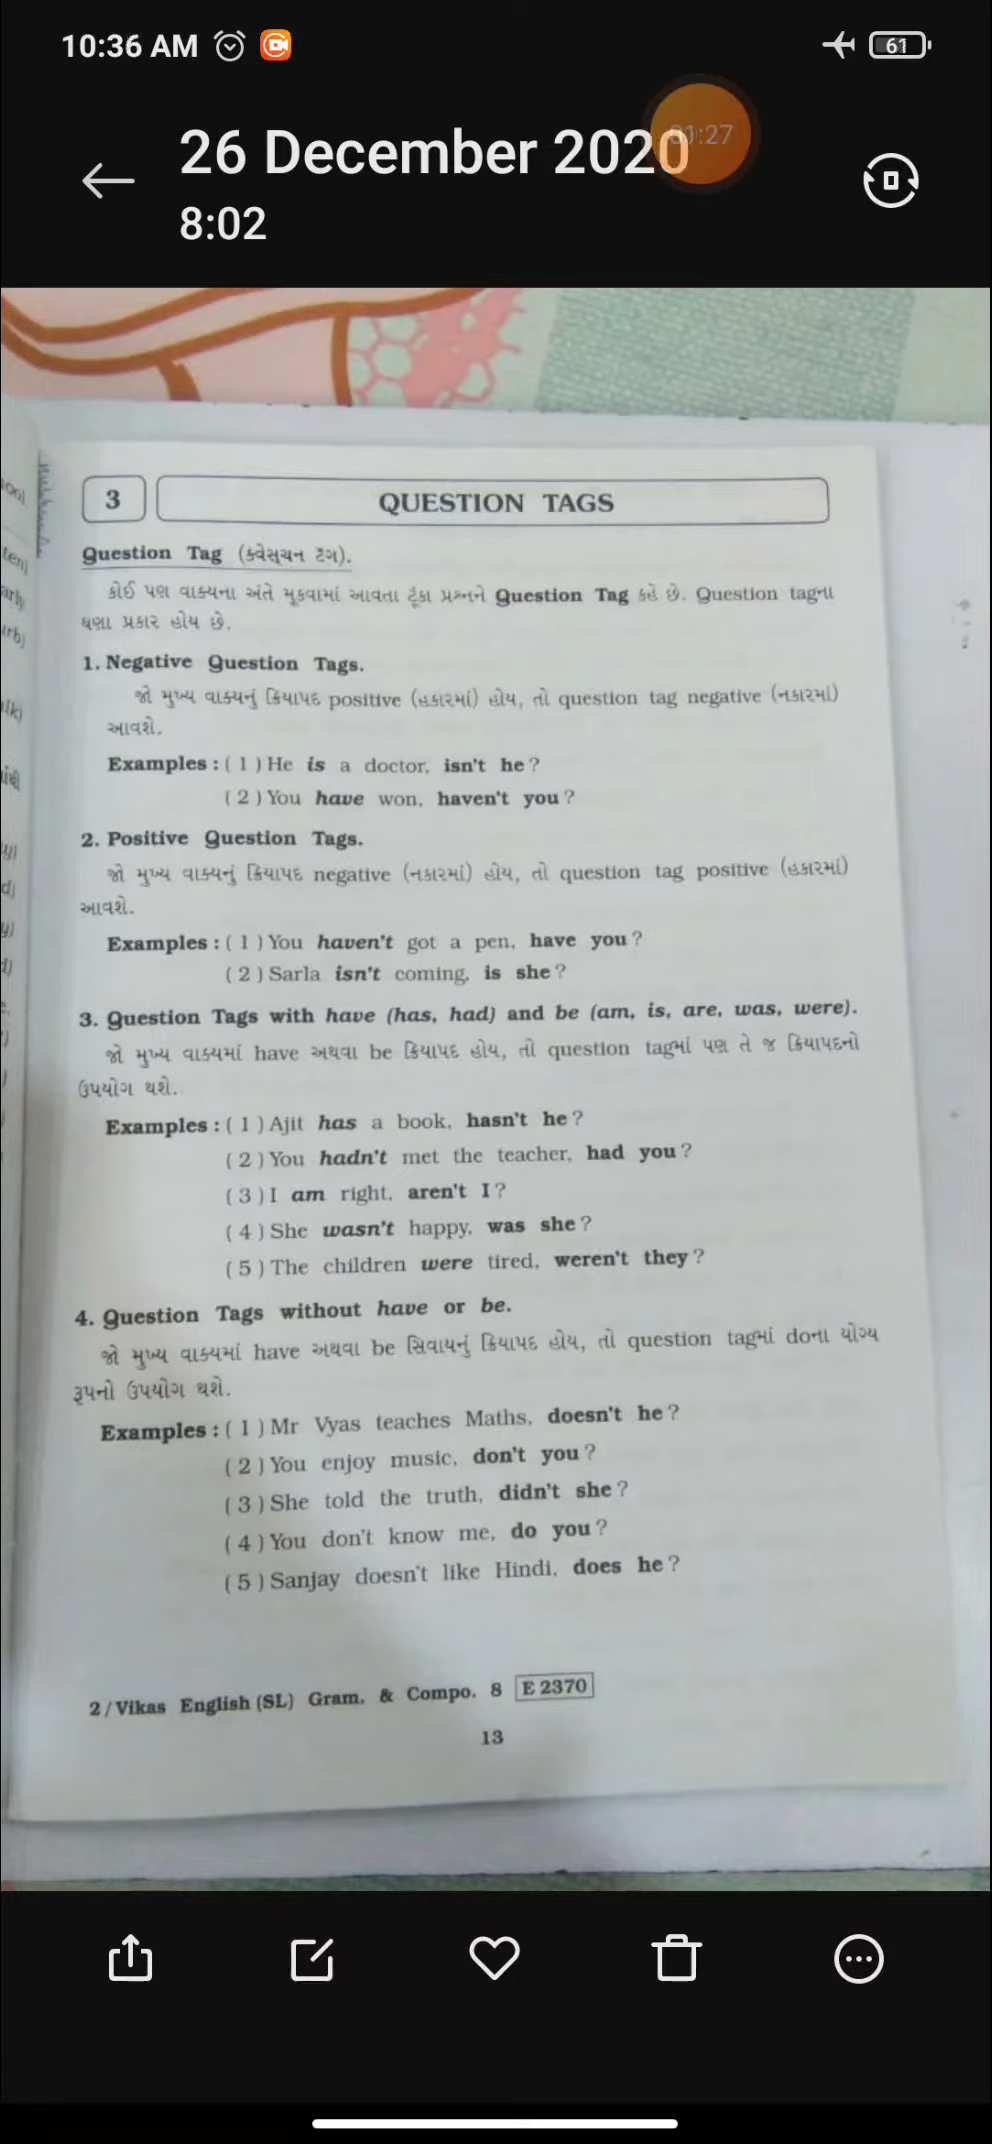 10:36 AM
61
26 December 2020
01:27
8:02
3
QUESTION TAGS
Question Tag (ક્વેસ્ચન ટૅગ).
કોઈ પણ વાક્યના અંતે મૂકવામાં આવતા ટૂંકા પ્રશ્નને Question Tag કહે છે. Question tagના
ઘણા પ્રકાર હોય છે.
1. Negative Question Tags.
જો મુખ્ય વાક્યનું ક્રિયાપદ positive (હકારમાં) હોય, તો question tag negative (નકારમાં)
આવશે.
Examples : ( 1 ) He is a doctor, isn't he ?
( 2 ) You have won, haven't you ?
2. Positive Question Tags.
જો મુખ્ય વાક્યનું ક્રિયાપદ negative (નકારમાં) હોય, તો question tag positive (હકારમાં)
આવશે.
Examples : ( 1 ) You haven't got a pen, have you ?
( 2 ) Sarla isn't coming, is she ?
3. Question Tags with have (has, had) and be (am, is, are, was, were).
જો મુખ્ય વાક્યમાં have અથવા be ક્રિયાપદ હોય, તો question tagમાં પણ તે જ ક્રિયાપદનો
ઉપયોગ થશે.
Examples : ( 1 ) Ajit has a book, hasn't he ?
( 2 ) You hadn't met the teacher, had you ?
( 3 ) I am right, aren't I ?
( 4 ) She wasn't happy, was she ?
( 5 ) The children were tired, weren't they ?
4. Question Tags without have or be.
જો મુખ્ય વાક્યમાં have અથવા be સિવાયનું ક્રિયાપદ હોય, તો question tagમાં doના યોગ્ય
રૂપનો ઉપયોગ થશે.
Examples : ( 1 ) Mr Vyas teaches Maths, doesn't he ?
( 2 ) You enjoy music, don't you ?
( 3 ) She told the truth, didn't she ?
( 4 ) You don't know me, do you ?
( 5 ) Sanjay doesn't like Hindi, does he ?
2 / Vikas English (SL) Gram. & Compo. 8 E 2370
13